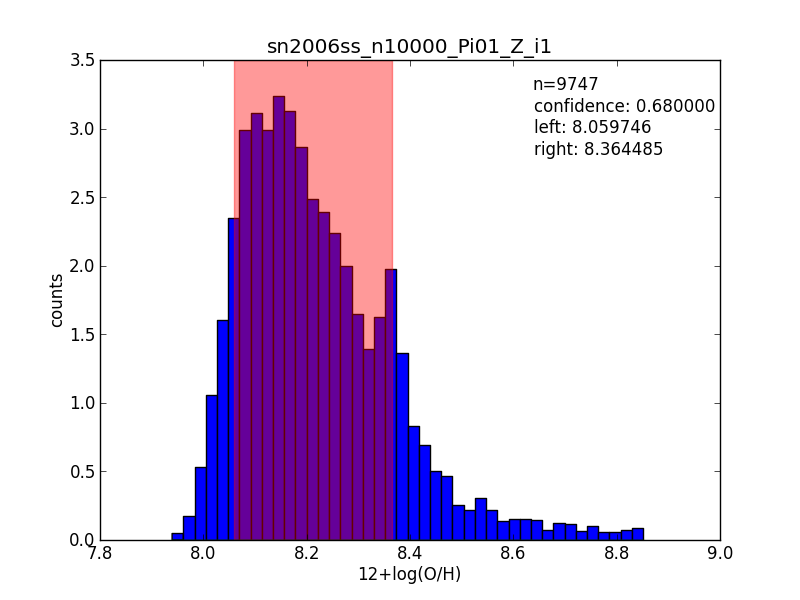 sn2006ss_n10000_Pi01_Z_i1
n=9747
confidence: 0.680000
left: 8.059746
right: 8.364485
3.5
3.0
2.5
2.0
1.5
1.0
0.5
0.0
counts
7.8 8.0 8.2 8.4 8.6 8.8 9.0
12+log(O/H)